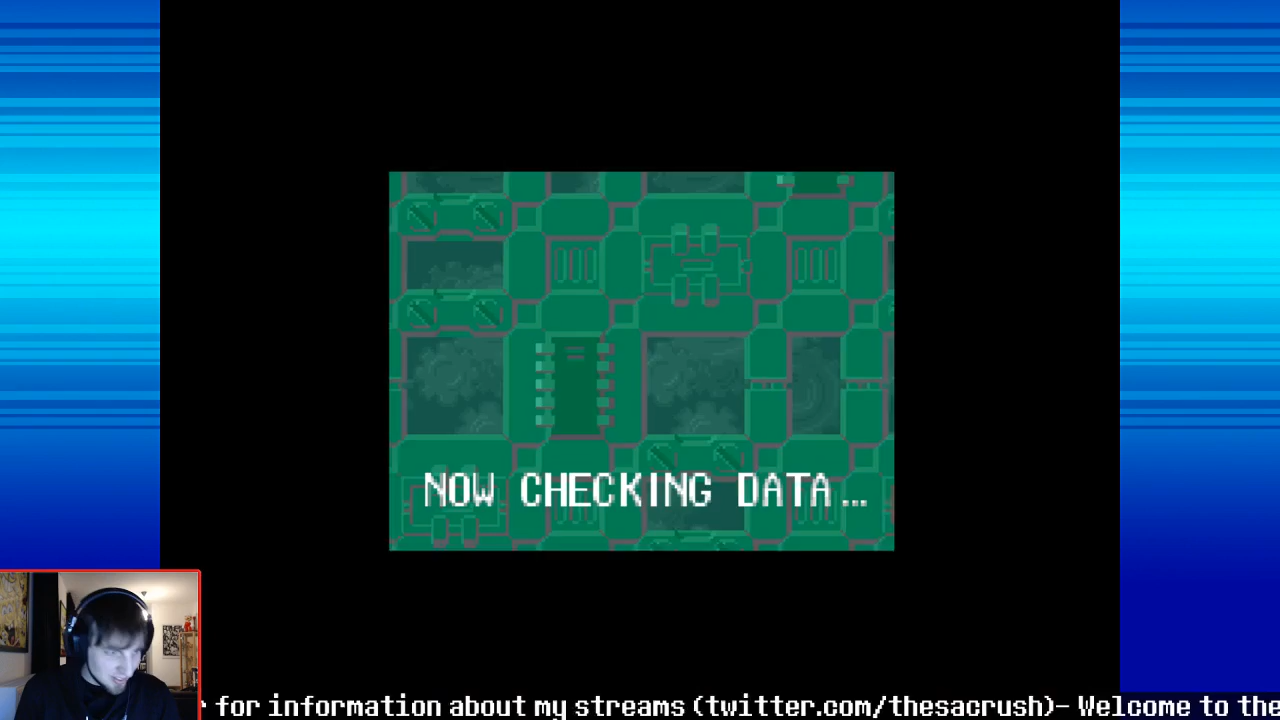 NOW CHECKING DATA...
for information about my streams (twitter.com/thesacrush)- Welcome to the